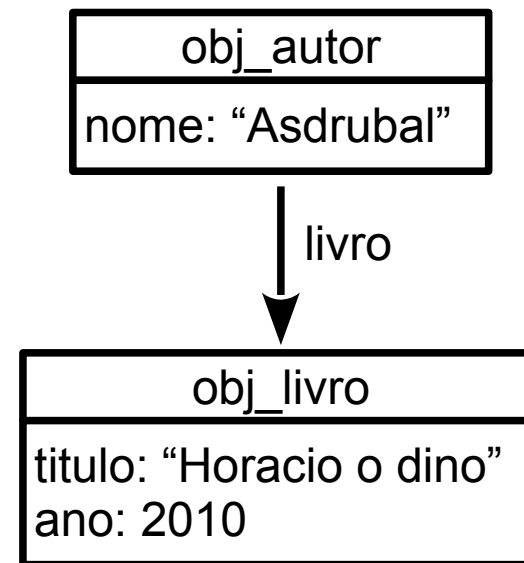 obj_autor
nome: “Asdrubal”
livro
obj_livro
titulo: “Horacio o dino”
ano: 2010